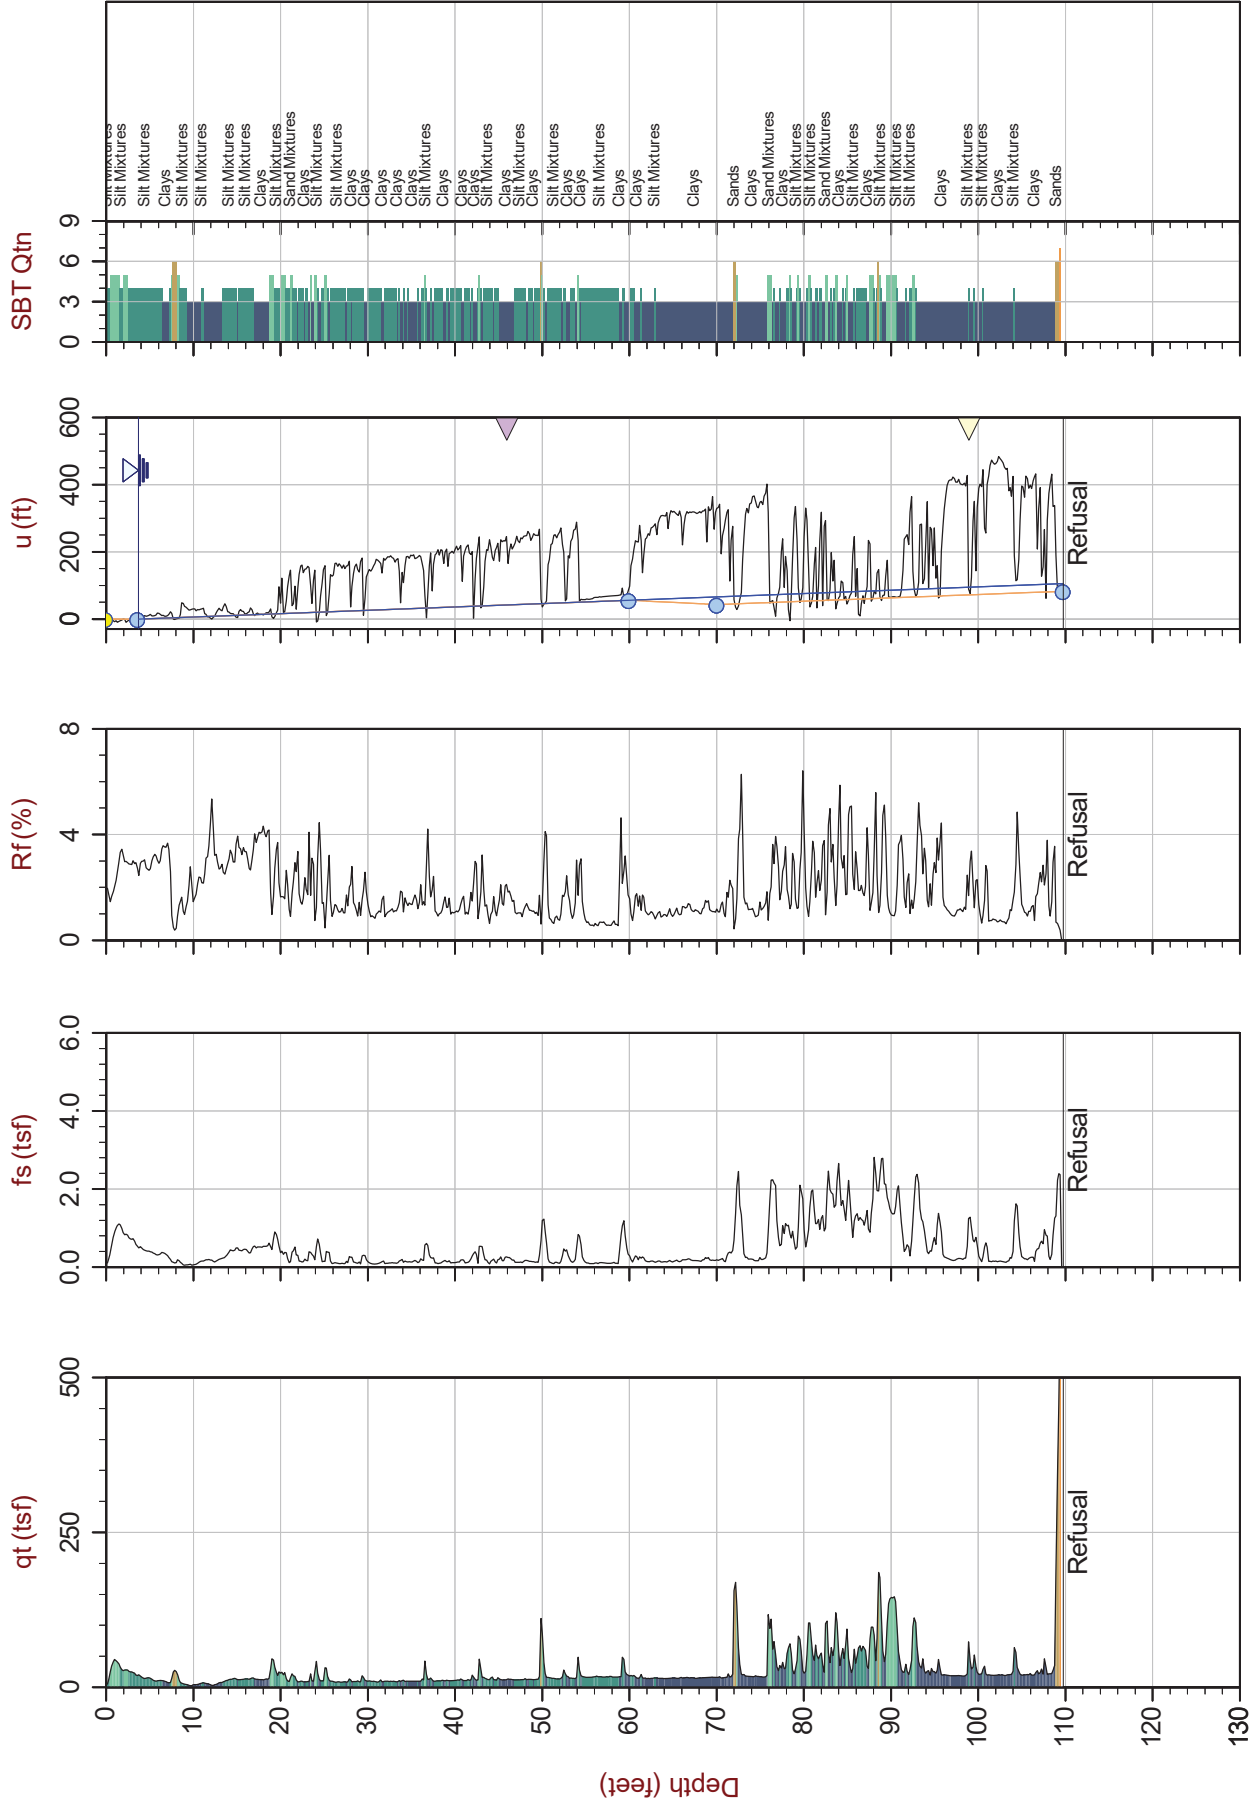 qt (tsf)
fs (tsf)
Rf (%)
u (ft)
SBT Qtn
0
250
500
0.0
2.0
4.0
6.0
0
4
8
0
200
400
600
0
3
6
9
Depth (feet)
0
10
20
30
40
50
60
70
80
90
100
110
120
130
Silt Mixtures
Silt Mixtures
Silt Mixtures
Clays
Silt Mixtures
Silt Mixtures
Silt Mixtures
Silt Mixtures
Clays
Silt Mixtures
Sand Mixtures
Clays
Silt Mixtures
Silt Mixtures
Clays
Clays
Clays
Clays
Clays
Silt Mixtures
Clays
Clays
Clays
Silt Mixtures
Clays
Silt Mixtures
Clays
Silt Mixtures
Clays
Clays
Silt Mixtures
Clays
Clays
Silt Mixtures
Clays
Sands
Clays
Sand Mixtures
Clays
Silt Mixtures
Silt Mixtures
Sand Mixtures
Clays
Silt Mixtures
Clays
Silt Mixtures
Silt Mixtures
Silt Mixtures
Clays
Silt Mixtures
Silt Mixtures
Clays
Silt Mixtures
Clays
Sands
Refusal
Refusal
Refusal
Refusal